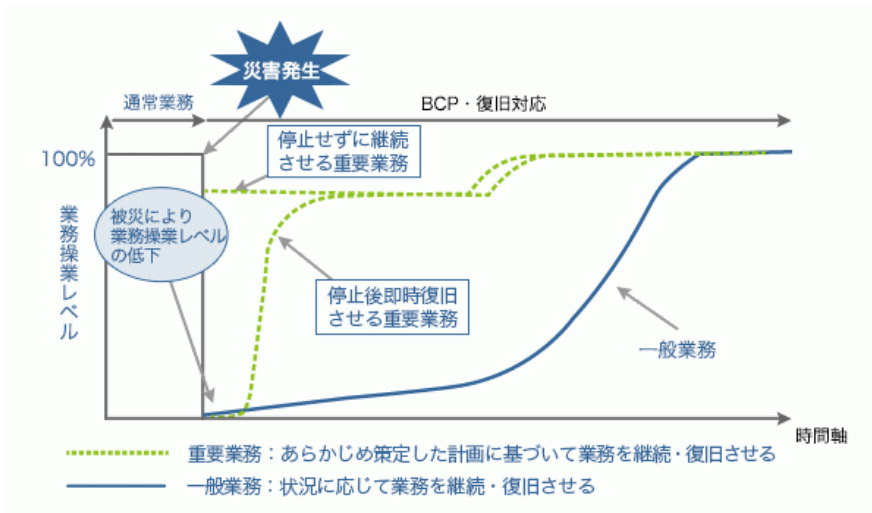 災害発生
通常業務
BCP・復旧対応
停止せずに継続
させる重要業務
100%
業務操業レベル
被災により
業務操業レベル
の低下
停止後即時復旧
させる重要業務
一般業務
時間軸
重要業務：あらかじめ策定した計画に基づいて業務を継続・復旧させる
一般業務：状況に応じて業務を継続・復旧させる